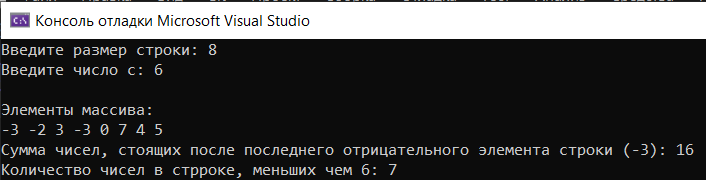 Консоль отладки Microsoft Visual Studio
Введите размер строки: 8
Введите число с: 6
Элементы массива:
-3 -2 3 -3 0 7 4 5
Сумма чисел, стоящих после последнего отрицательного элемента строки (-3): 16
Количество чисел в стрроке, меньших чем 6: 7